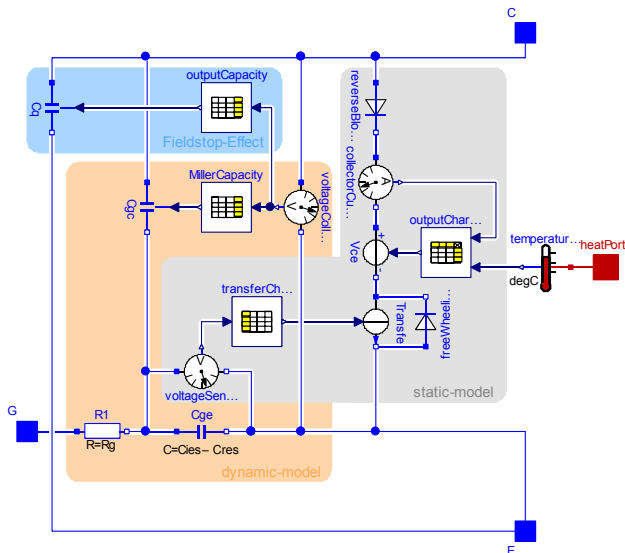 C
outputCapacity
Cq
Fieldstop-Effect
reverseBlo...
MillerCapacity
Cgc
voltageColl...
collectorCu...
A
V
outputChar...
+
Vce
-
temperatur...
heatPort
degC
transferCh...
Transfe
freeWheeli...
V
voltageSen...
static-model
G
R1
R=Rg
Cge
C=Cies– Cres
dynamic-model
E